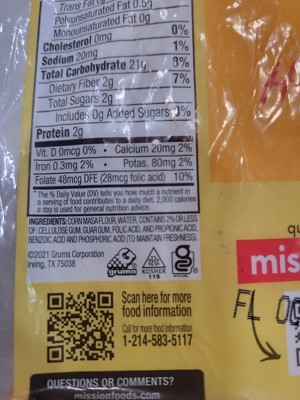 Trans Fat 0g
Polyunsaturated Fat 0.5g
Monounsaturated Fat 0g
Cholesterol 0mg 0%
Sodium 20mg 1%
Total Carbohydrate 21g 8%
Dietary Fiber 2g 7%
Total Sugars 2g
Includes 0g Added Sugars 0%
Protein 2g
Vit. D 0mcg 0% • Calcium 20mg 2%
Iron 0.3mg 2% • Potas. 80mg 2%
Folate 48mcg DFE (28mcg folic acid) 10%
*The % Daily Value (DV) tells you how much a nutrient in
a serving of food contributes to a daily diet. 2,000 calories
a day is used for general nutrition advice.
INGREDIENTS: CORN MASA FLOUR, WATER, CONTAINS 2% OR LESS
OF: CELLULOSE GUM, GUAR GUM, FOLIC ACID, AND PROPIONIC ACID,
BENZOIC ACID AND PHOSPHORIC ACID (TO MAINTAIN FRESHNESS).
©2021 Gruma Corporation
Irving, TX 75038
gruma
KOSHER
119
Scan here for more
food information
Call for more food information
1-214-583-5117
QUESTIONS OR COMMENTS?
missionfoods.com
mis
FL